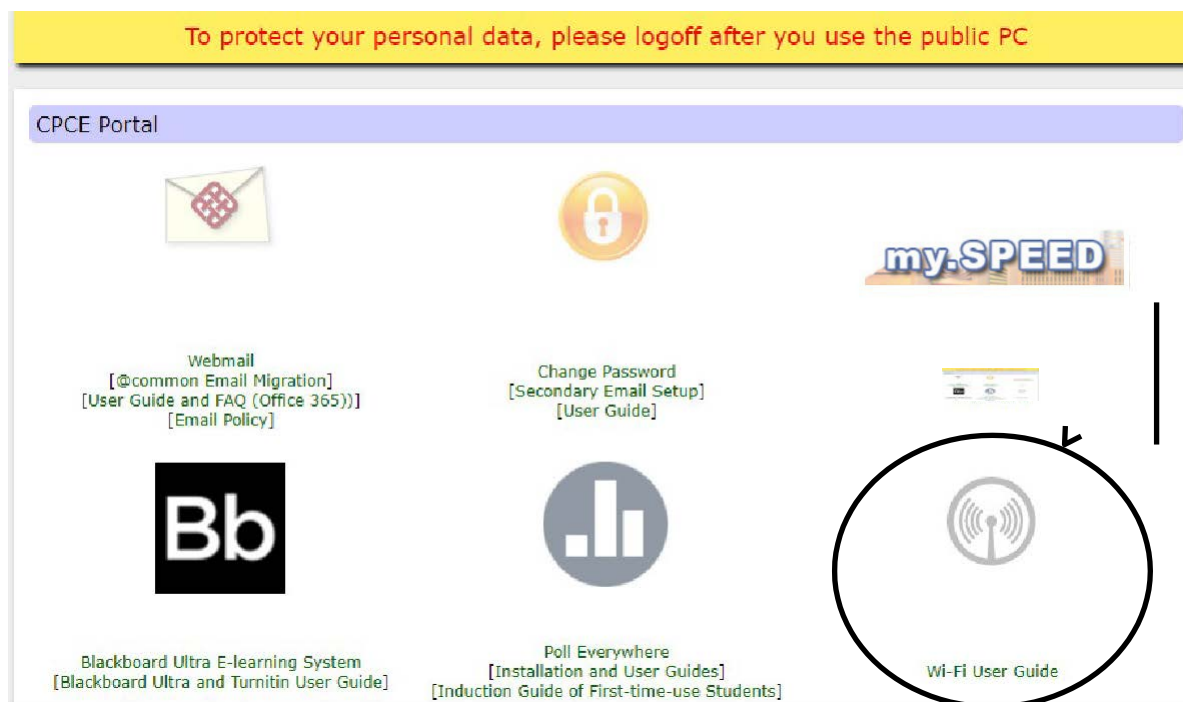 To protect your personal data, please logoff after you use the public PC
CPCE Portal
my.SPEED
Webmail
[@common Email Migration]
[User Guide and FAQ (Office 365))]
[Email Policy]
Change Password
[Secondary Email Setup]
[User Guide]
Bb
Blackboard Ultra E-learning System
[Blackboard Ultra and Turnitin User Guide]
Poll Everywhere
[Installation and User Guides]
[Induction Guide of First-time-use Students]
Wi-Fi User Guide